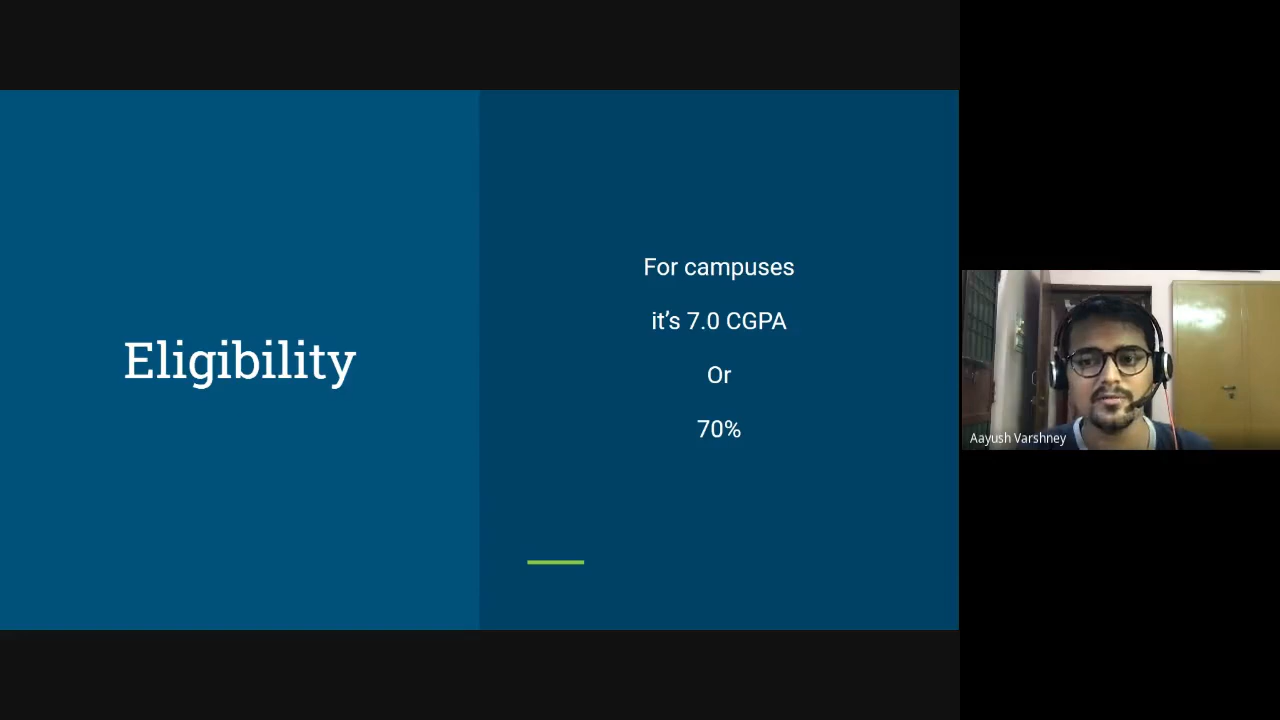 Eligibility
For campuses
it’s 7.0 CGPA
Or
70%
Aayush Varshney